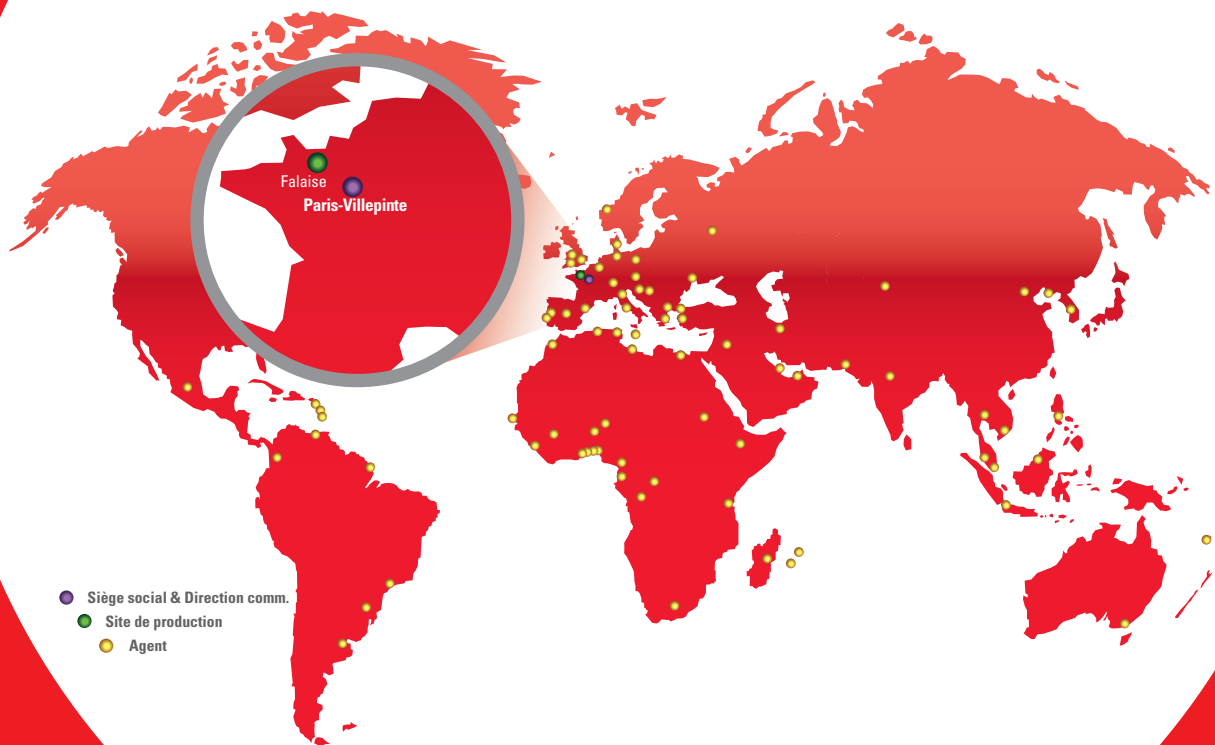 Falaise
Paris-Villepinte
Siège social & Direction comm.
Site de production
Agent